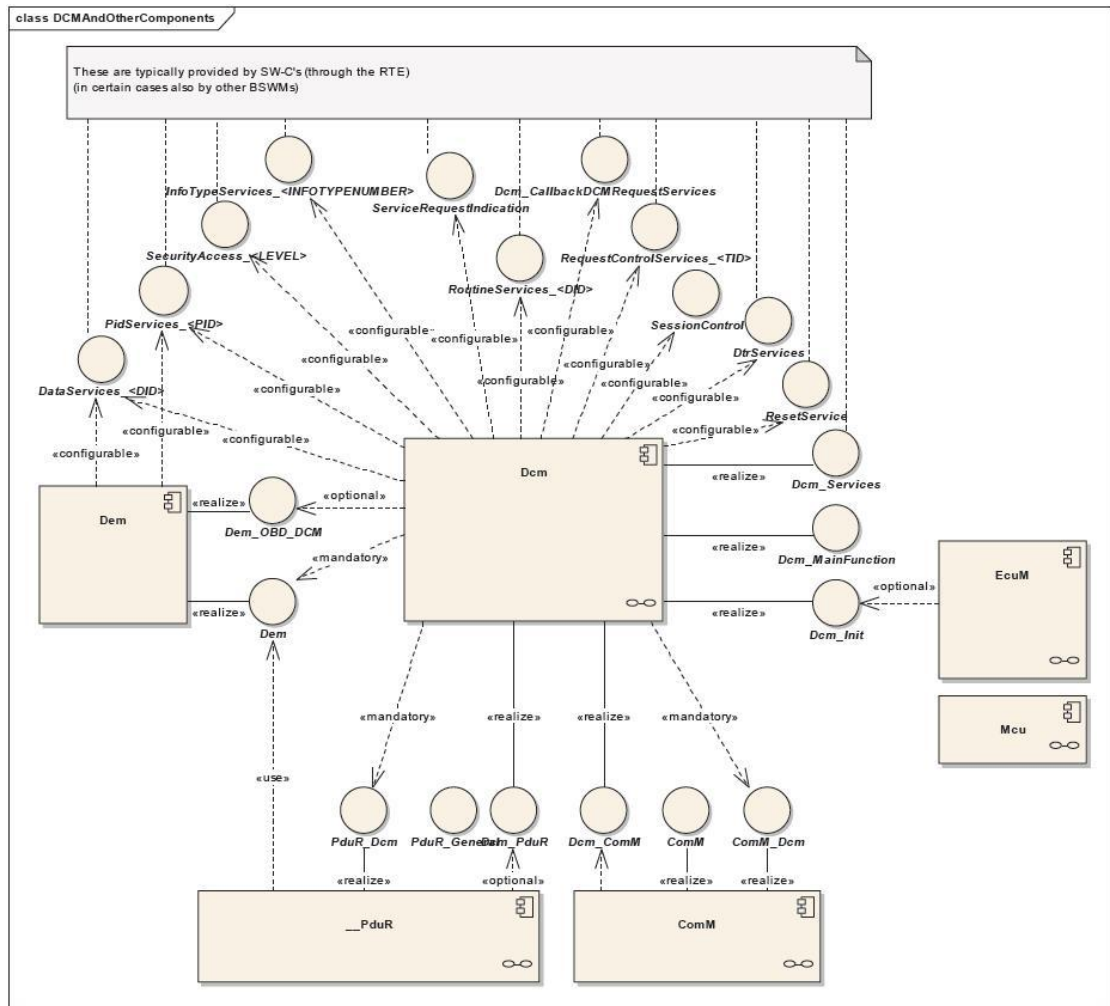 class DCMAndOtherComponents
These are typically provided by SW-C's (through the RTE)
(in certain cases also by other BSWMs)
InfoTypeServices_<INFOTYPENUMBER>
Dcm_CallbackDCMRequestServices
ServiceRequestIndication
SecurityAccess_<LEVEL>
RequestControlServices_<TID>
RoutineServices_<DID>
PidServices_<PID>
SessionControl
«configurable»
«configurable»
«configurable»
«configurable»
DtrServices
«configurable»
«configurable»
DataServices_<DID>
«configurable»
«configurable»
«configurable»
ResetService
«configurable»
«configurable»
«configurable»
«configurable»
«configurable»
Dcm
«realize»
Dcm_Services
Dem
«realize»
«optional»
Dem_OBD_DCM
«mandatory»
«realize»
Dcm_MainFunction
EcuM
«optional»
«realize»
Dem
«realize»
Dcm_Init
«mandatory»
«realize»
«realize»
«mandatory»
Mcu
«use»
PduR_Dcm
PduR_General
Dcm_PduR
Dcm_ComM
ComM
ComM_Dcm
«realize»
«optional»
«realize»
«realize»
__PduR
ComM